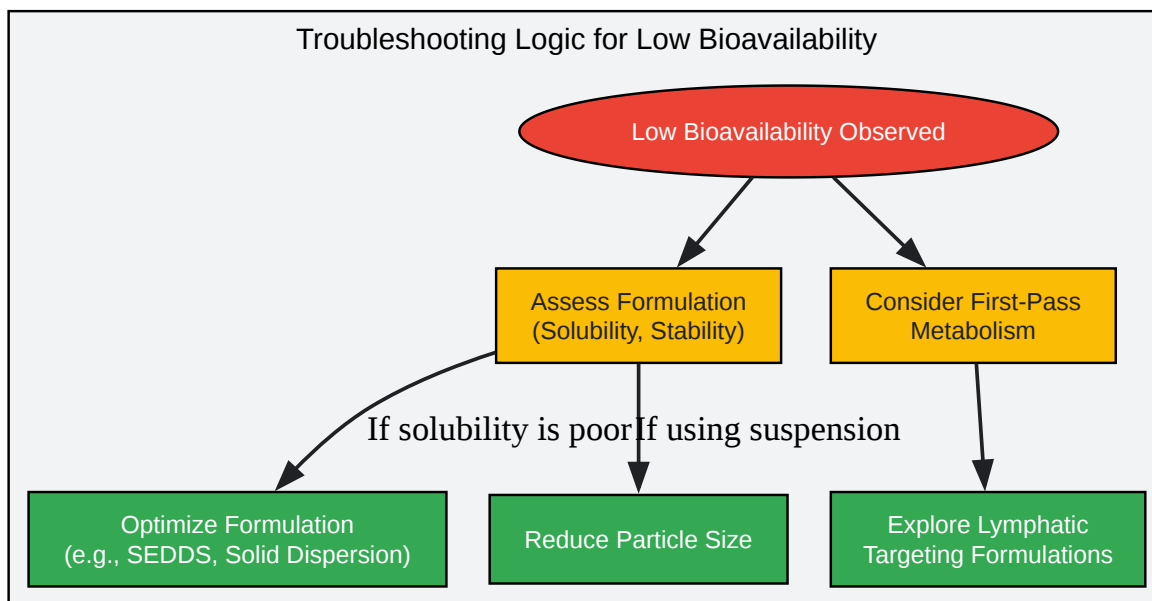 Troubleshooting Logic for Low Bioavailability
Low Bioavailability Observed
Assess Formulation
(Solubility, Stability)
Consider First-Pass
Metabolism
If solubility is poor
If using suspension
Optimize Formulation
(e.g., SEDDS, Solid Dispersion)
Reduce Particle Size
Explore Lymphatic
Targeting Formulations